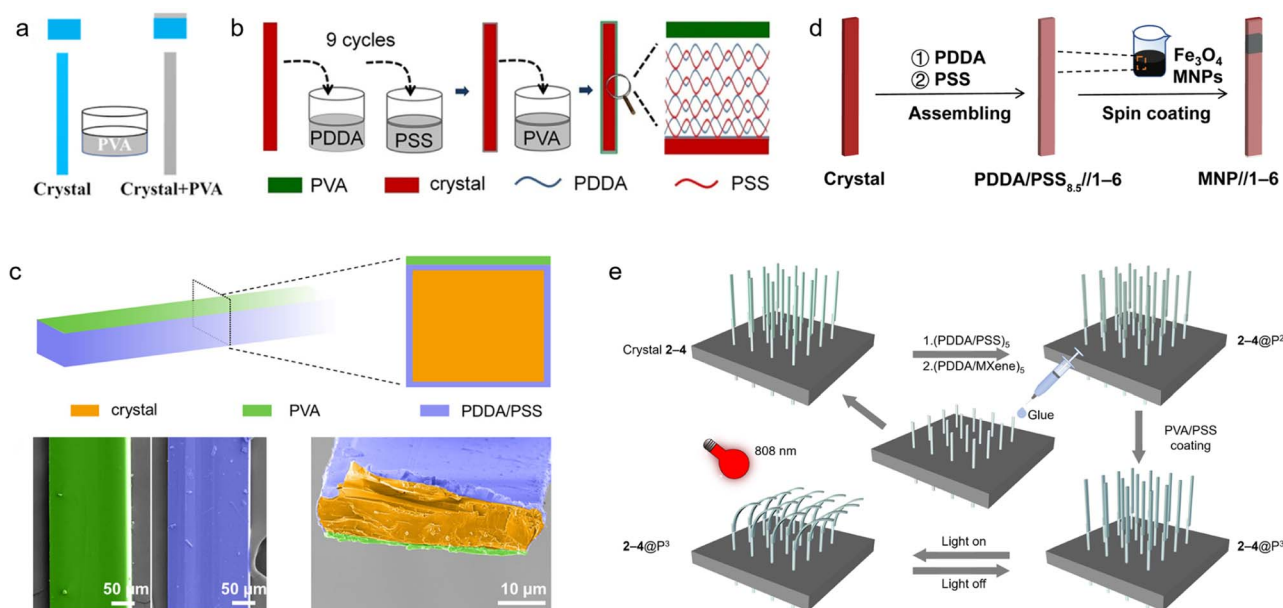 a
PVA
Crystal
Crystal+PVA
b
9 cycles
PDDA
PSS
PVA
PVA
crystal
PDDA
PSS
d
① PDDA
② PSS
Assembling
Fe₃O₄
MNPs
Spin coating
Crystal
PDDA/PSS₈.₅//1–6
MNP//1–6
c
crystal
PVA
PDDA/PSS
50 µm
50 µm
10 µm
e
Crystal 2–4
1.(PDDA/PSS)₅
2.(PDDA/MXene)₅
2–4@P²
Glue
808 nm
PVA/PSS
coating
2–4@P³
Light on
Light off
2–4@P³